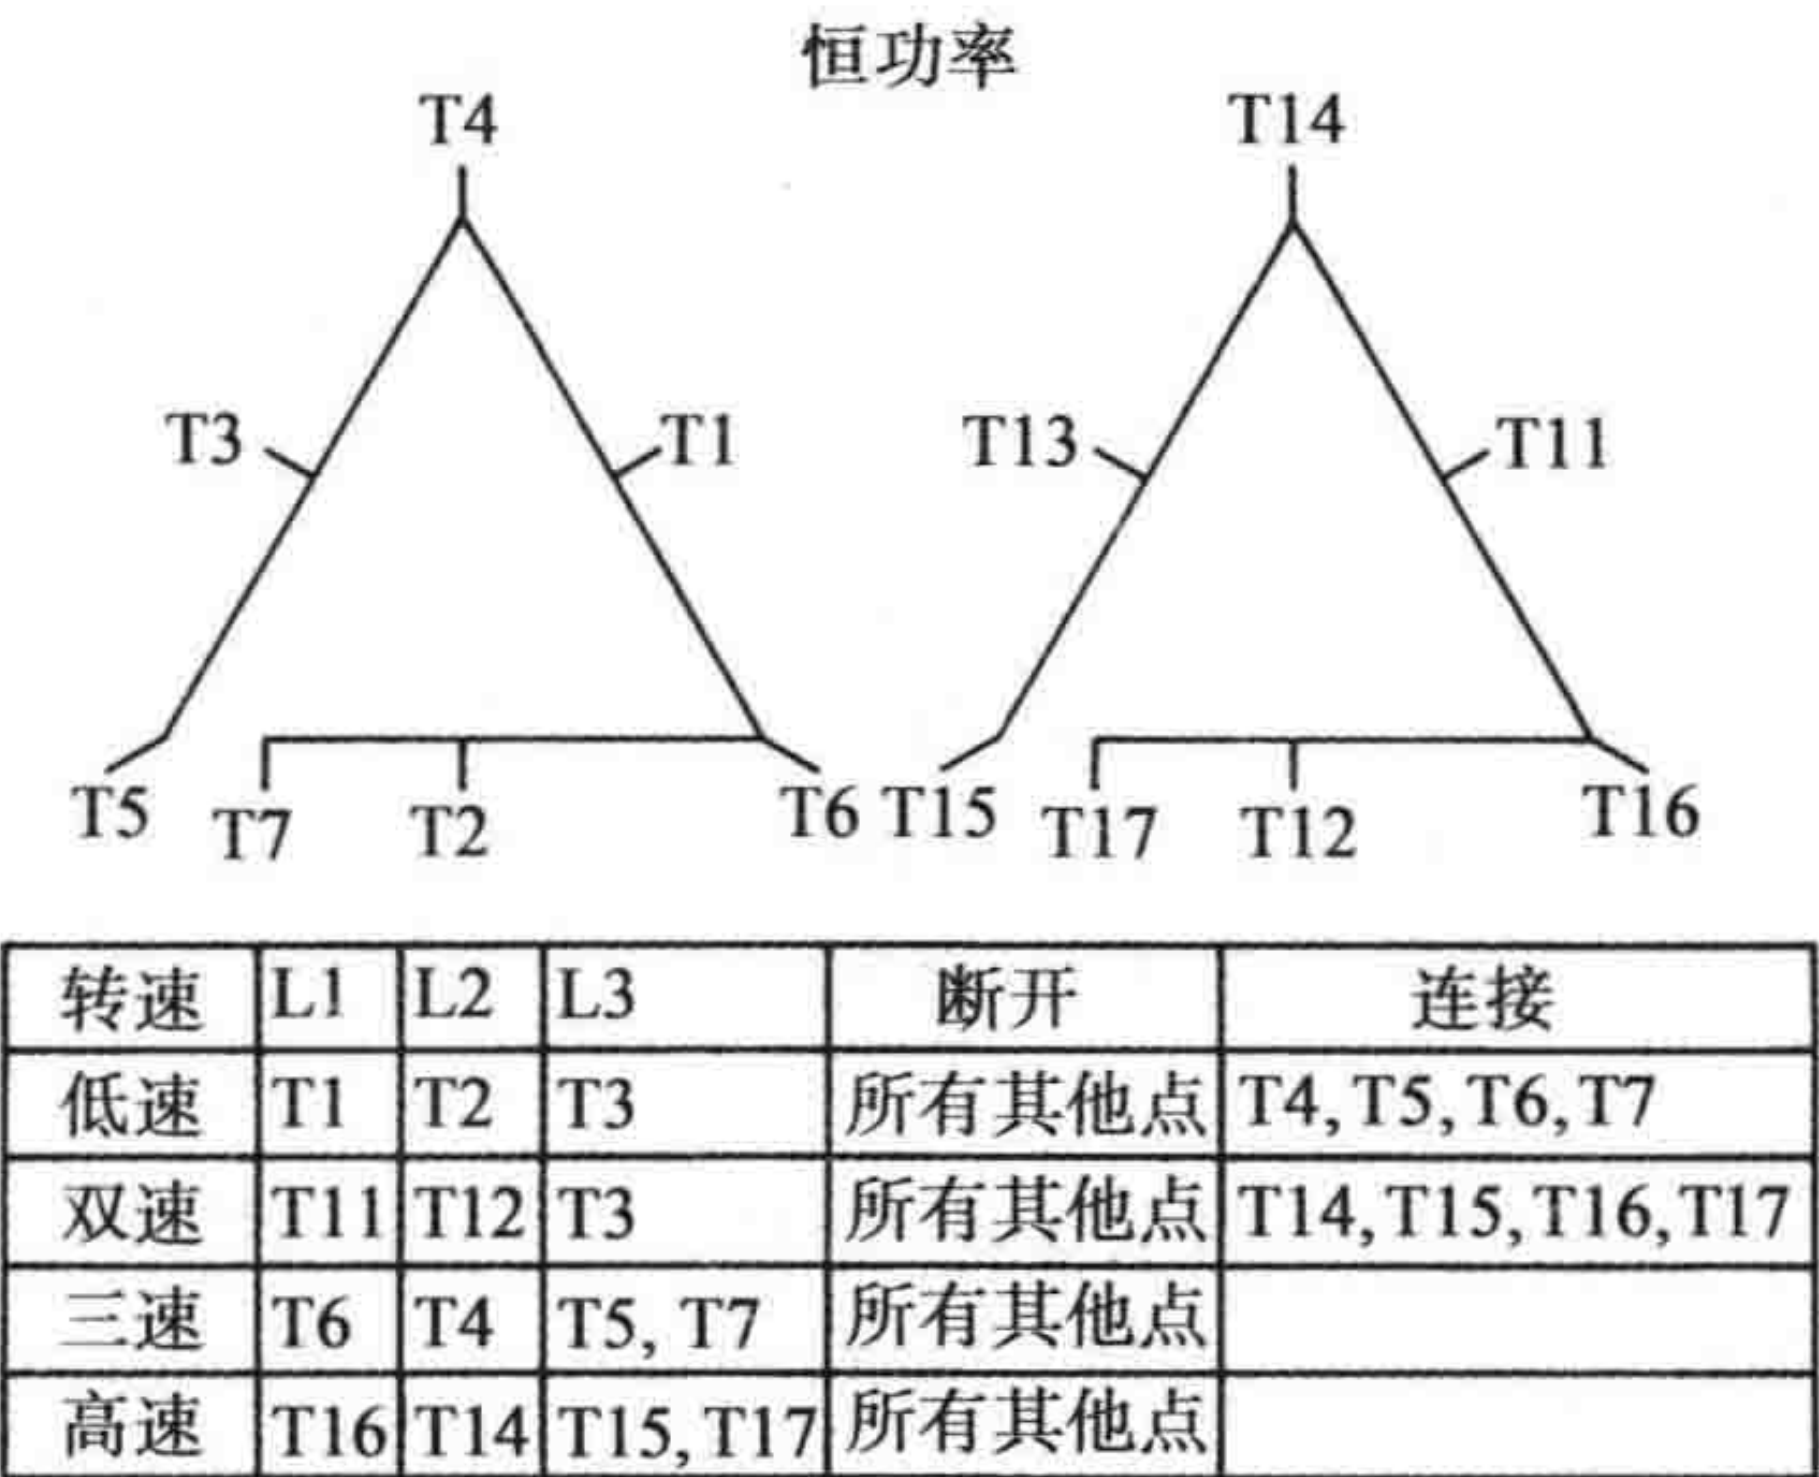 恒功率
T4 T14
T3 T1 T13 T11
T5 T7 T2 T6 T15 T17 T12 T16
转速 L1 L2 L3 断开 连接
低速 T1 T2 T3 所有其他点 T4, T5, T6, T7
双速 T11 T12 T3 所有其他点 T14, T15, T16, T17
三速 T6 T4 T5, T7 所有其他点
高速 T16 T14 T15, T17 所有其他点